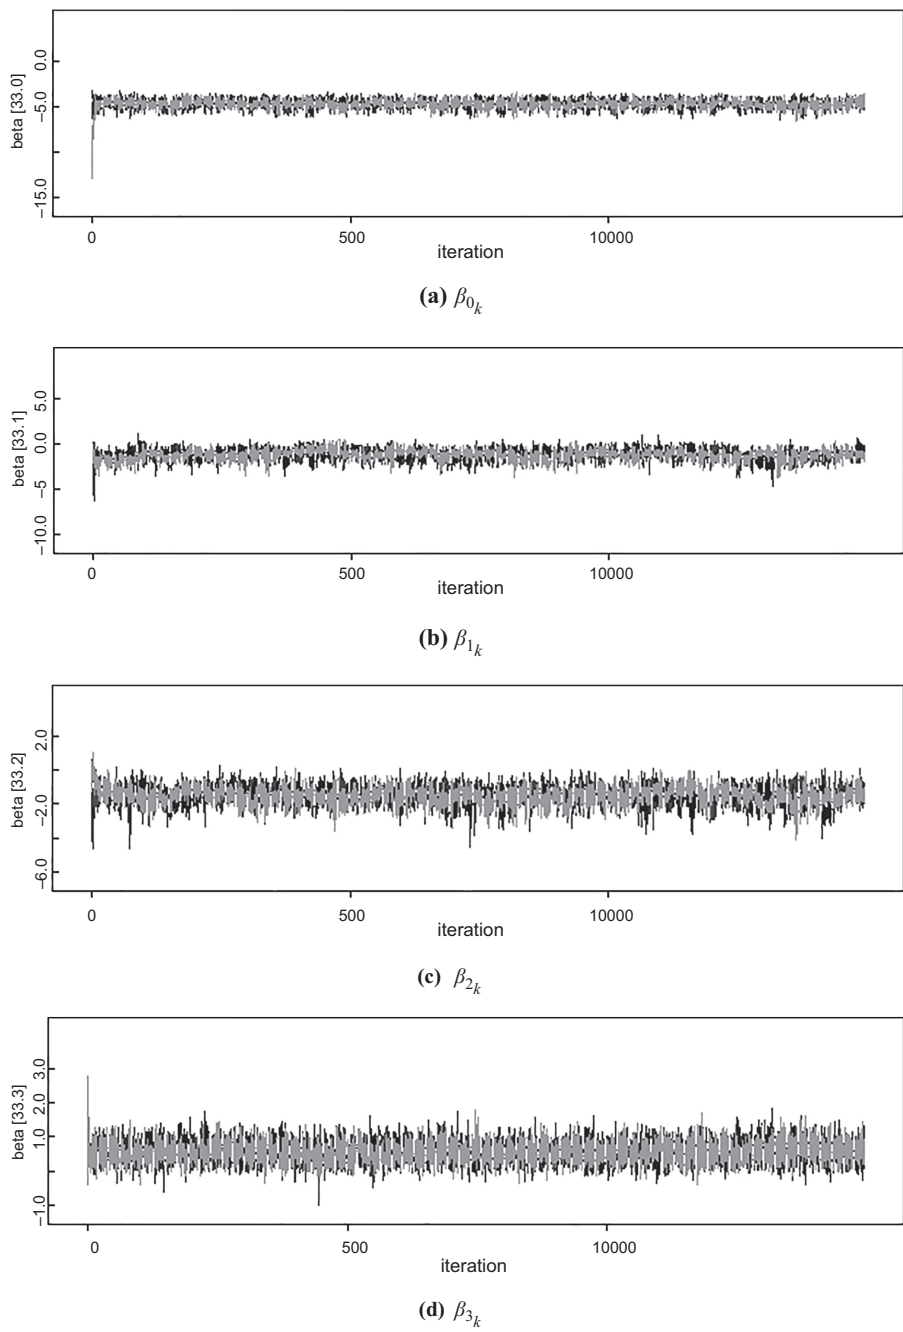 beta [33.0]
0.0
−5.0
−15.0
0
500
10000
iteration
(a) β0k
beta [33.1]
5.0
0.0
−5.0
−10.0
0
500
10000
iteration
(b) β1k
beta [33.2]
2.0
−2.0
−6.0
0
500
10000
iteration
(c) β2k
beta [33.3]
3.0
2.0
1.0
−1.0
0
500
10000
iteration
(d) β3k